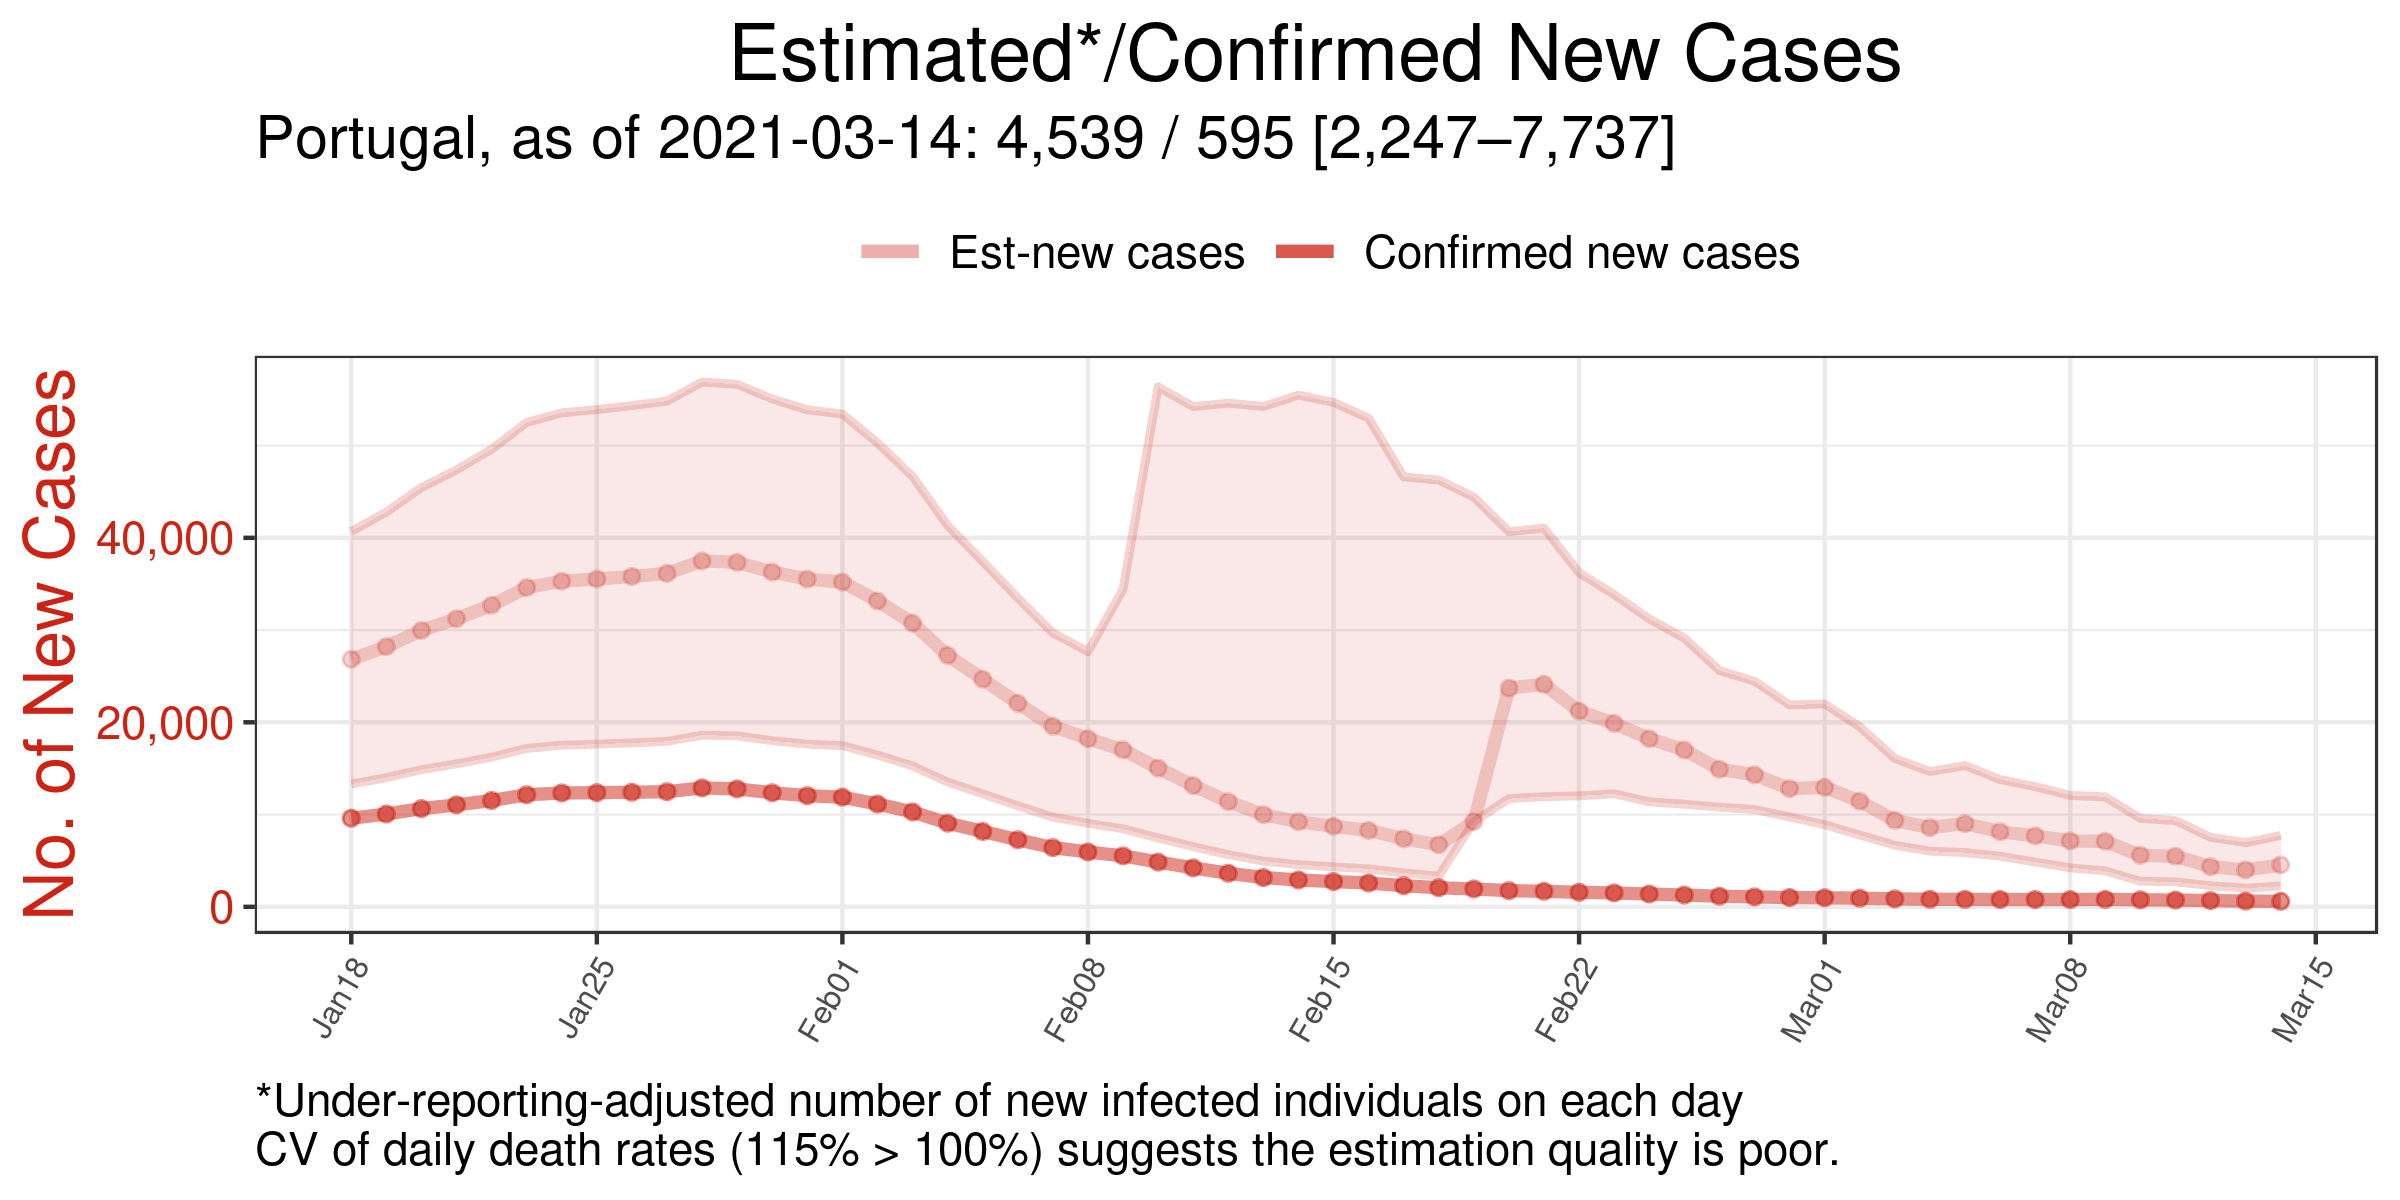 Estimated*/Confirmed New Cases
Portugal, as of 2021-03-14: 4,539 / 595 [2,247–7,737]
Est-new cases
Confirmed new cases
No. of New Cases
40,000
20,000
0
Jan18
Jan25
Feb01
Feb08
Feb15
Feb22
Mar01
Mar08
Mar15
*Under-reporting-adjusted number of new infected individuals on each day
CV of daily death rates (115% > 100%) suggests the estimation quality is poor.